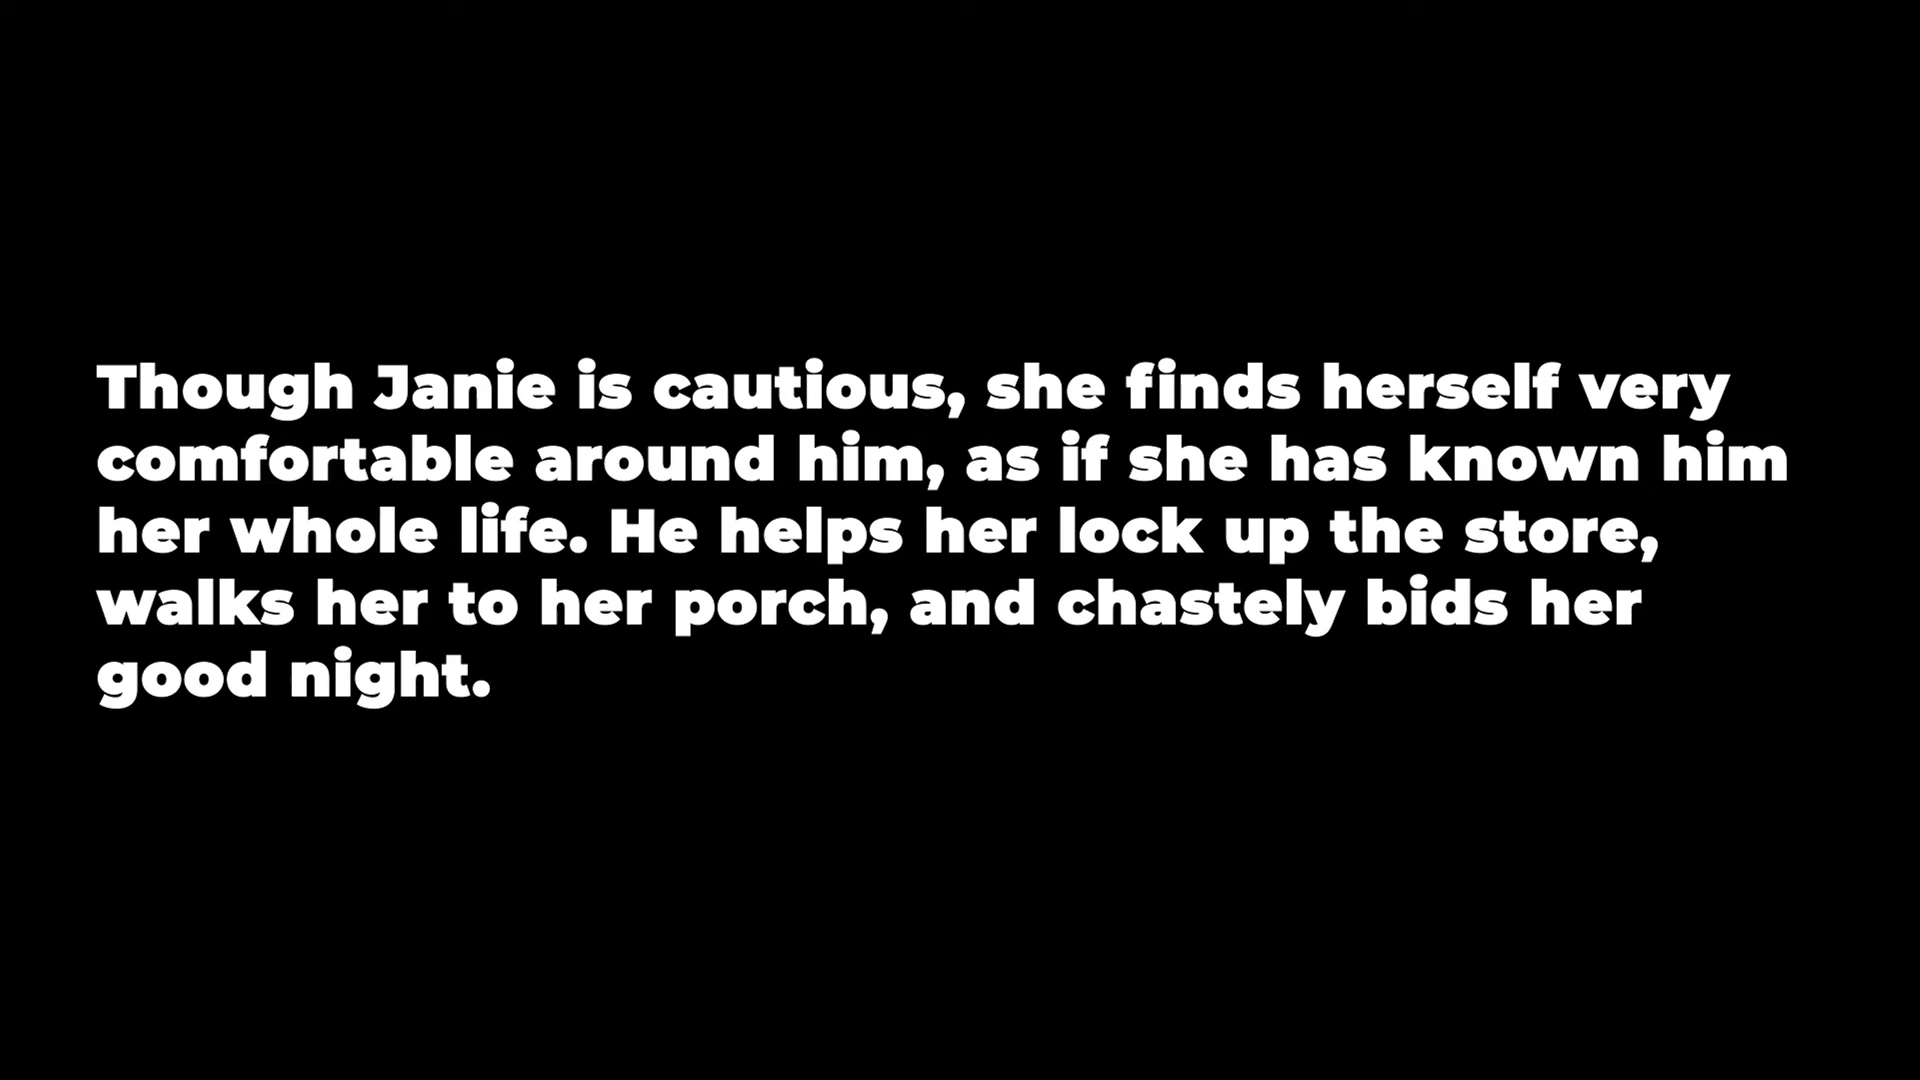 Though Janie is cautious, she finds herself very
comfortable around him, as if she has known him
her whole life. He helps her lock up the store,
walks her to her porch, and chastely bids her
good night.